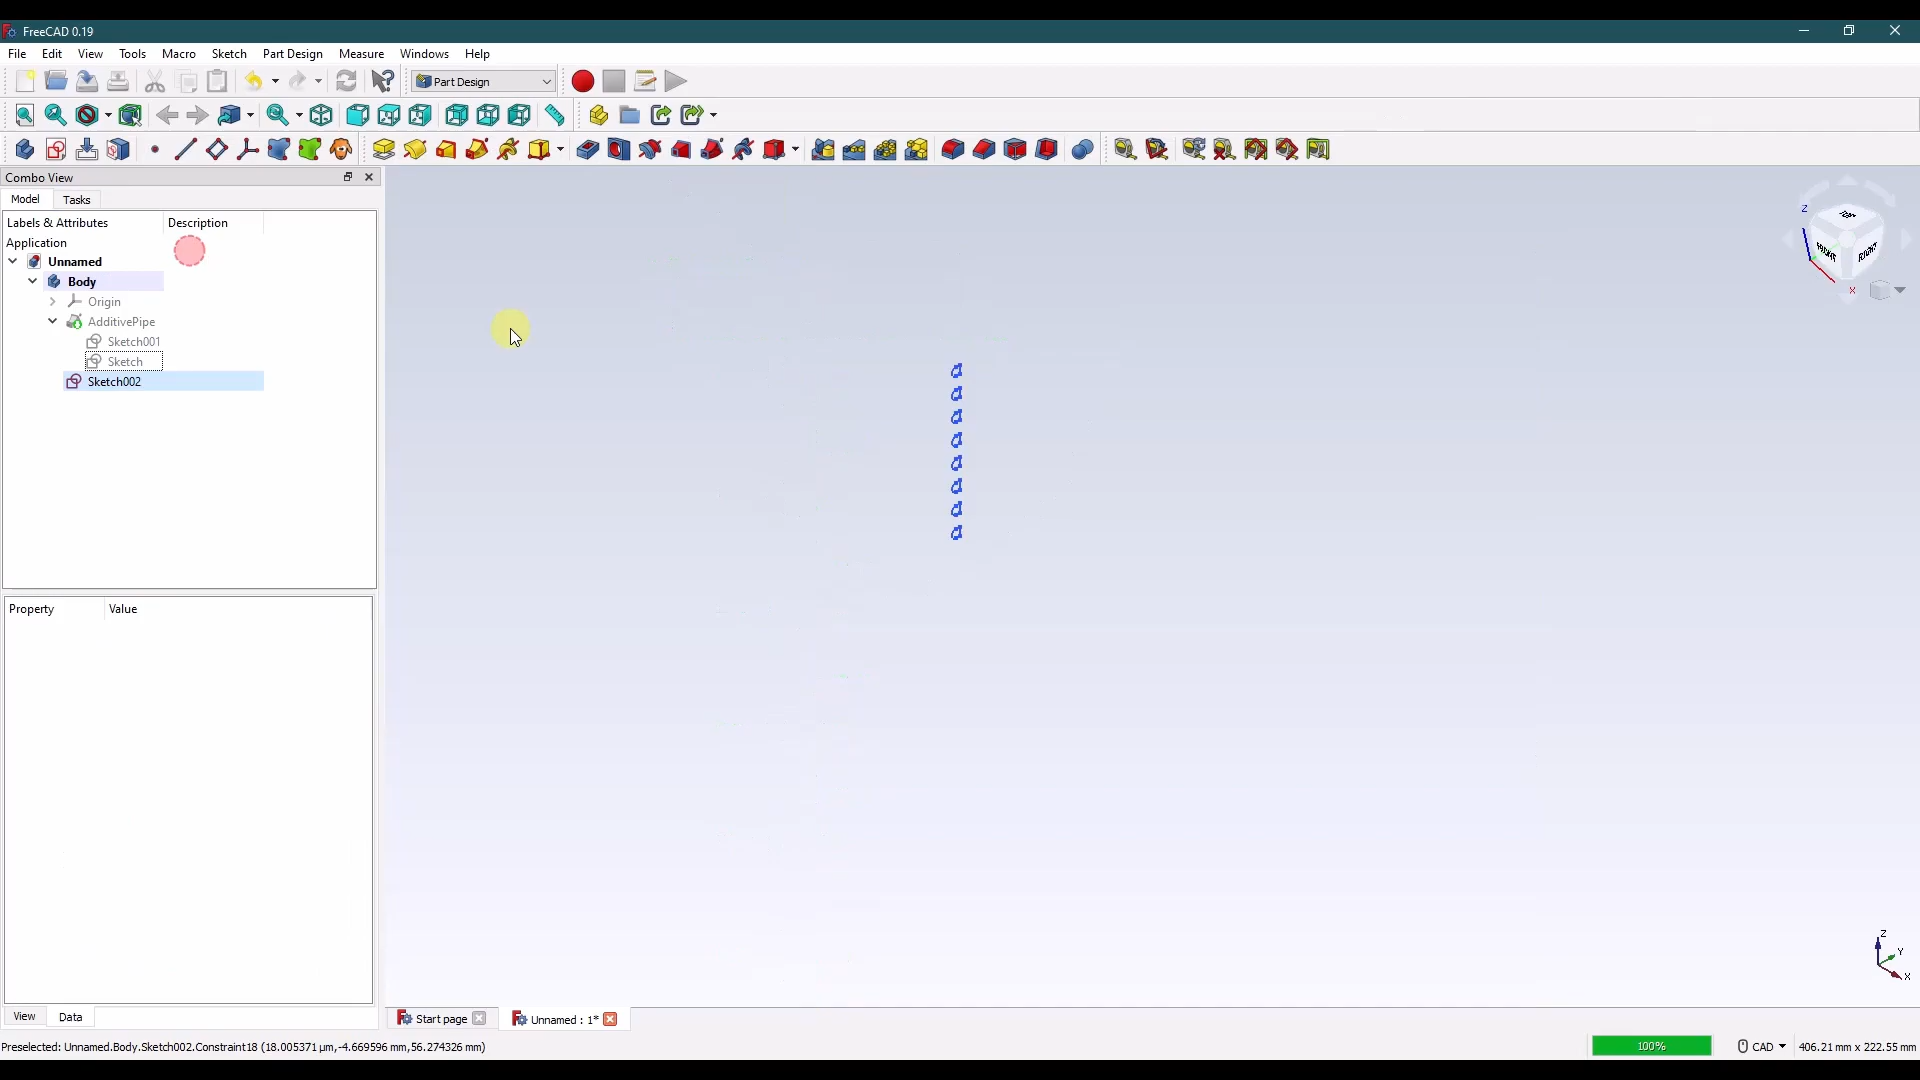 FreeCAD 0.19
File Edit View Tools Macro Sketch Part Design Measure Windows Help
Part Design
Combo View
Model Tasks
Labels & Attributes Description
Application
Unnamed
Body
Origin
AdditivePipe
Sketch001
Sketch
Sketch002
Property Value
View Data
TOP
FRONT
RIGHT
Z
X
Z
Y
X
Start page
Unnamed : 1*
Preselected: Unnamed.Body.Sketch002.Constraint18 (18.005371 µm,-4.669596 mm,56.274326 mm)
100%
CAD
406.21 mm x 222.55 mm